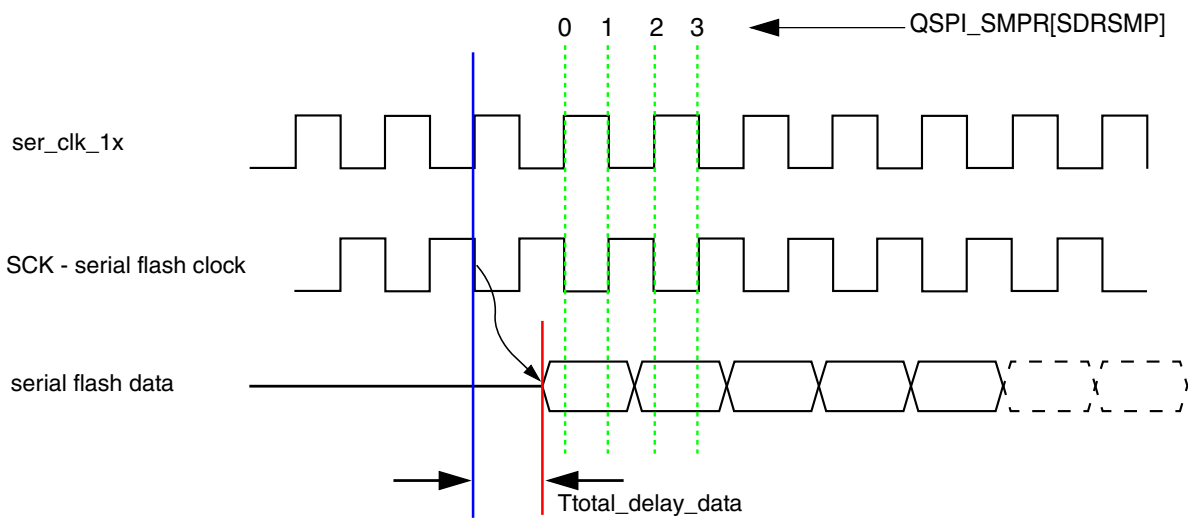 0 1 2 3 QSPI_SMPR[SDRSMP]
ser_clk_1x
SCK - serial flash clock
serial flash data
Ttotal_delay_data